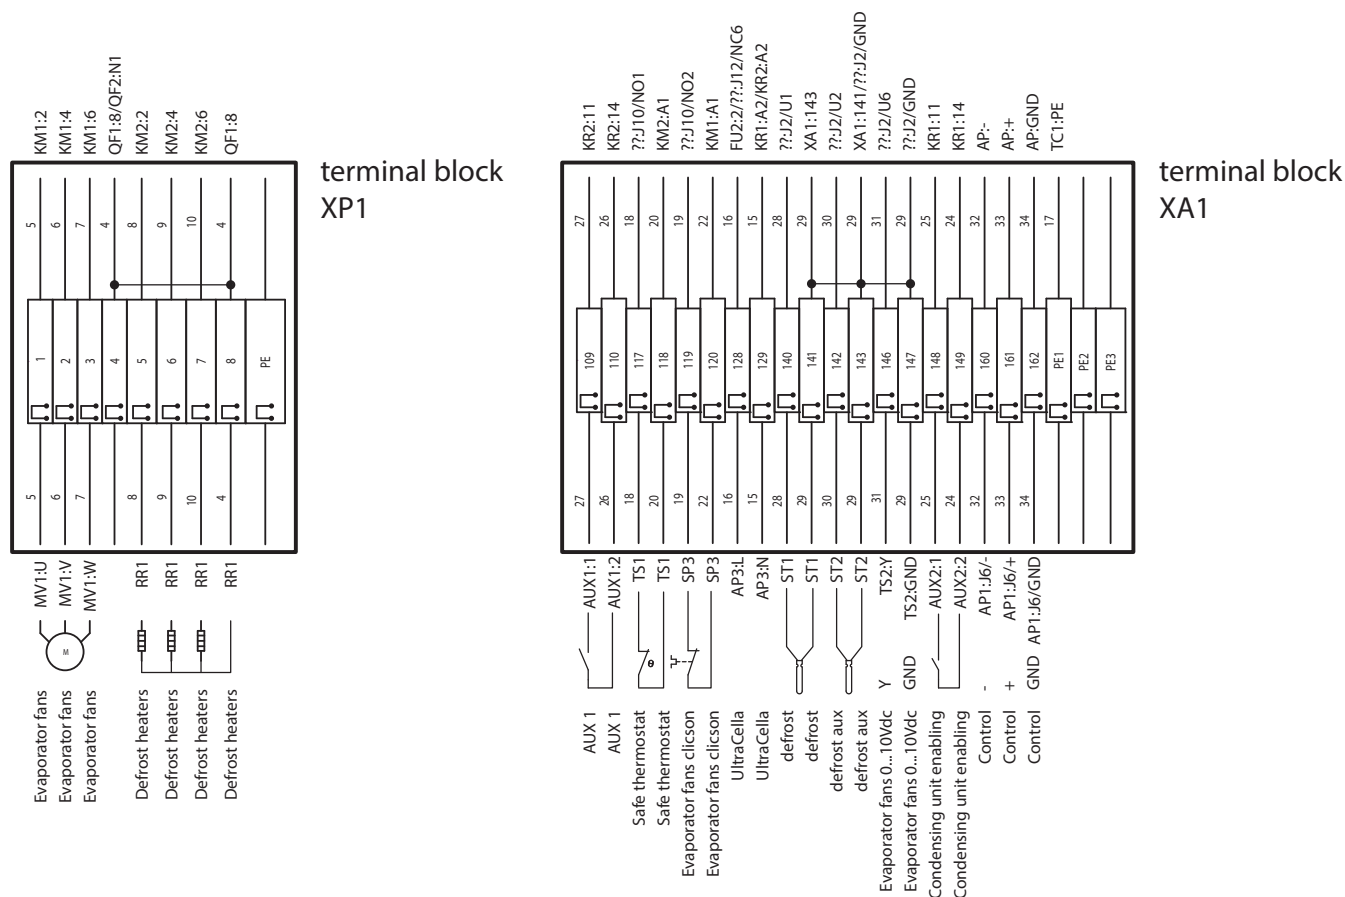 KM1:2
KM1:4
KM1:6
QF1:8/QF2:N1
KM2:2
KM2:4
KM2:6
QF1:8
terminal block
XP1
5
6
7
4
8
9
10
4
1
2
3
4
5
6
7
8
PE
5
6
7
8
9
10
4
MV1:U
MV1:V
MV1:W
RR1
RR1
RR1
RR1
M
Evaporator fans
Evaporator fans
Evaporator fans
Defrost heaters
Defrost heaters
Defrost heaters
Defrost heaters
KR2:11
KR2:14
??:J10/NO1
KM2:A1
??:J10/NO2
KM1:A1
FU2:2/??:J12/NC6
KR1:A2/KR2:A2
??:J2/U1
XA1:143
??:J2/U2
XA1:141/??:J2/GND
??:J2/U6
??:J2/GND
KR1:11
KR1:14
AP:-
AP:+
AP:GND
TC1:PE
terminal block
XA1
27
26
18
20
19
22
16
15
28
29
30
29
31
29
25
24
32
33
34
17
109
110
117
118
119
120
128
129
140
141
142
143
146
147
148
149
160
161
162
PE1
PE2
PE3
27
26
18
20
19
22
16
15
28
29
30
29
31
29
25
24
32
33
34
AUX1:1
AUX1:2
TS1
TS1
SP3
SP3
AP3:L
AP3:N
ST1
ST1
ST2
ST2
TS2:Y
TS2:GND
AUX2:1
AUX2:2
AP1:J6/-
AP1:J6/+
AP1:J6/GND
θ
Y
GND
-
+
GND
AUX 1
AUX 1
Safe thermostat
Safe thermostat
Evaporator fans clicson
Evaporator fans clicson
UltraCella
UltraCella
defrost
defrost
defrost aux
defrost aux
Evaporator fans 0...10Vdc
Evaporator fans 0...10Vdc
Condensing unit enabling
Condensing unit enabling
Control
Control
Control